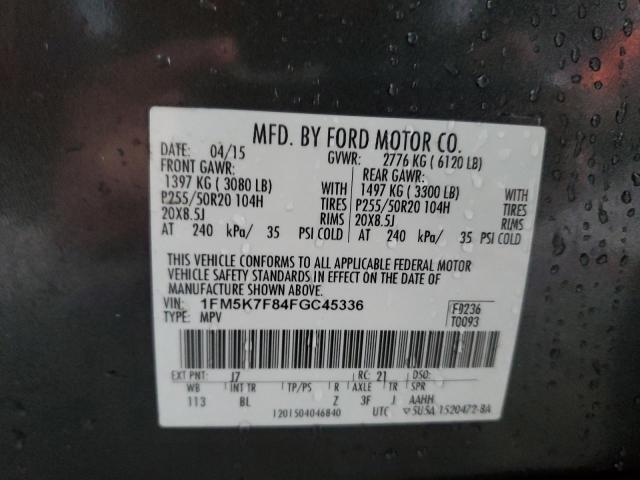 MFD. BY FORD MOTOR CO.
DATE: 04/15 GVWR: 2776 KG ( 6120 LB)
FRONT GAWR: REAR GAWR:
1397 KG ( 3080 LB) WITH 1497 KG ( 3300 LB) WITH
P255/50R20 104H TIRES P255/50R20 104H TIRES
20X8.5J RIMS 20X8.5J RIMS
AT 240 kPa/ 35 PSI COLD AT 240 kPa/ 35 PSI COLD
THIS VEHICLE CONFORMS TO ALL APPLICABLE FEDERAL MOTOR
VEHICLE SAFETY STANDARDS IN EFFECT ON THE DATE OF
MANUFACTURE SHOWN ABOVE.
VIN: 1FM5K7F84FGC45336 F0236
TYPE: MPV T0093
EXT PNT: J7 RC: 21 DSO:
WB INT TR TP/PS R AXLE TR SPR
113 BL Z 3F J AAHH
1201504046840 UTC ▽5U5A 1520472-BA